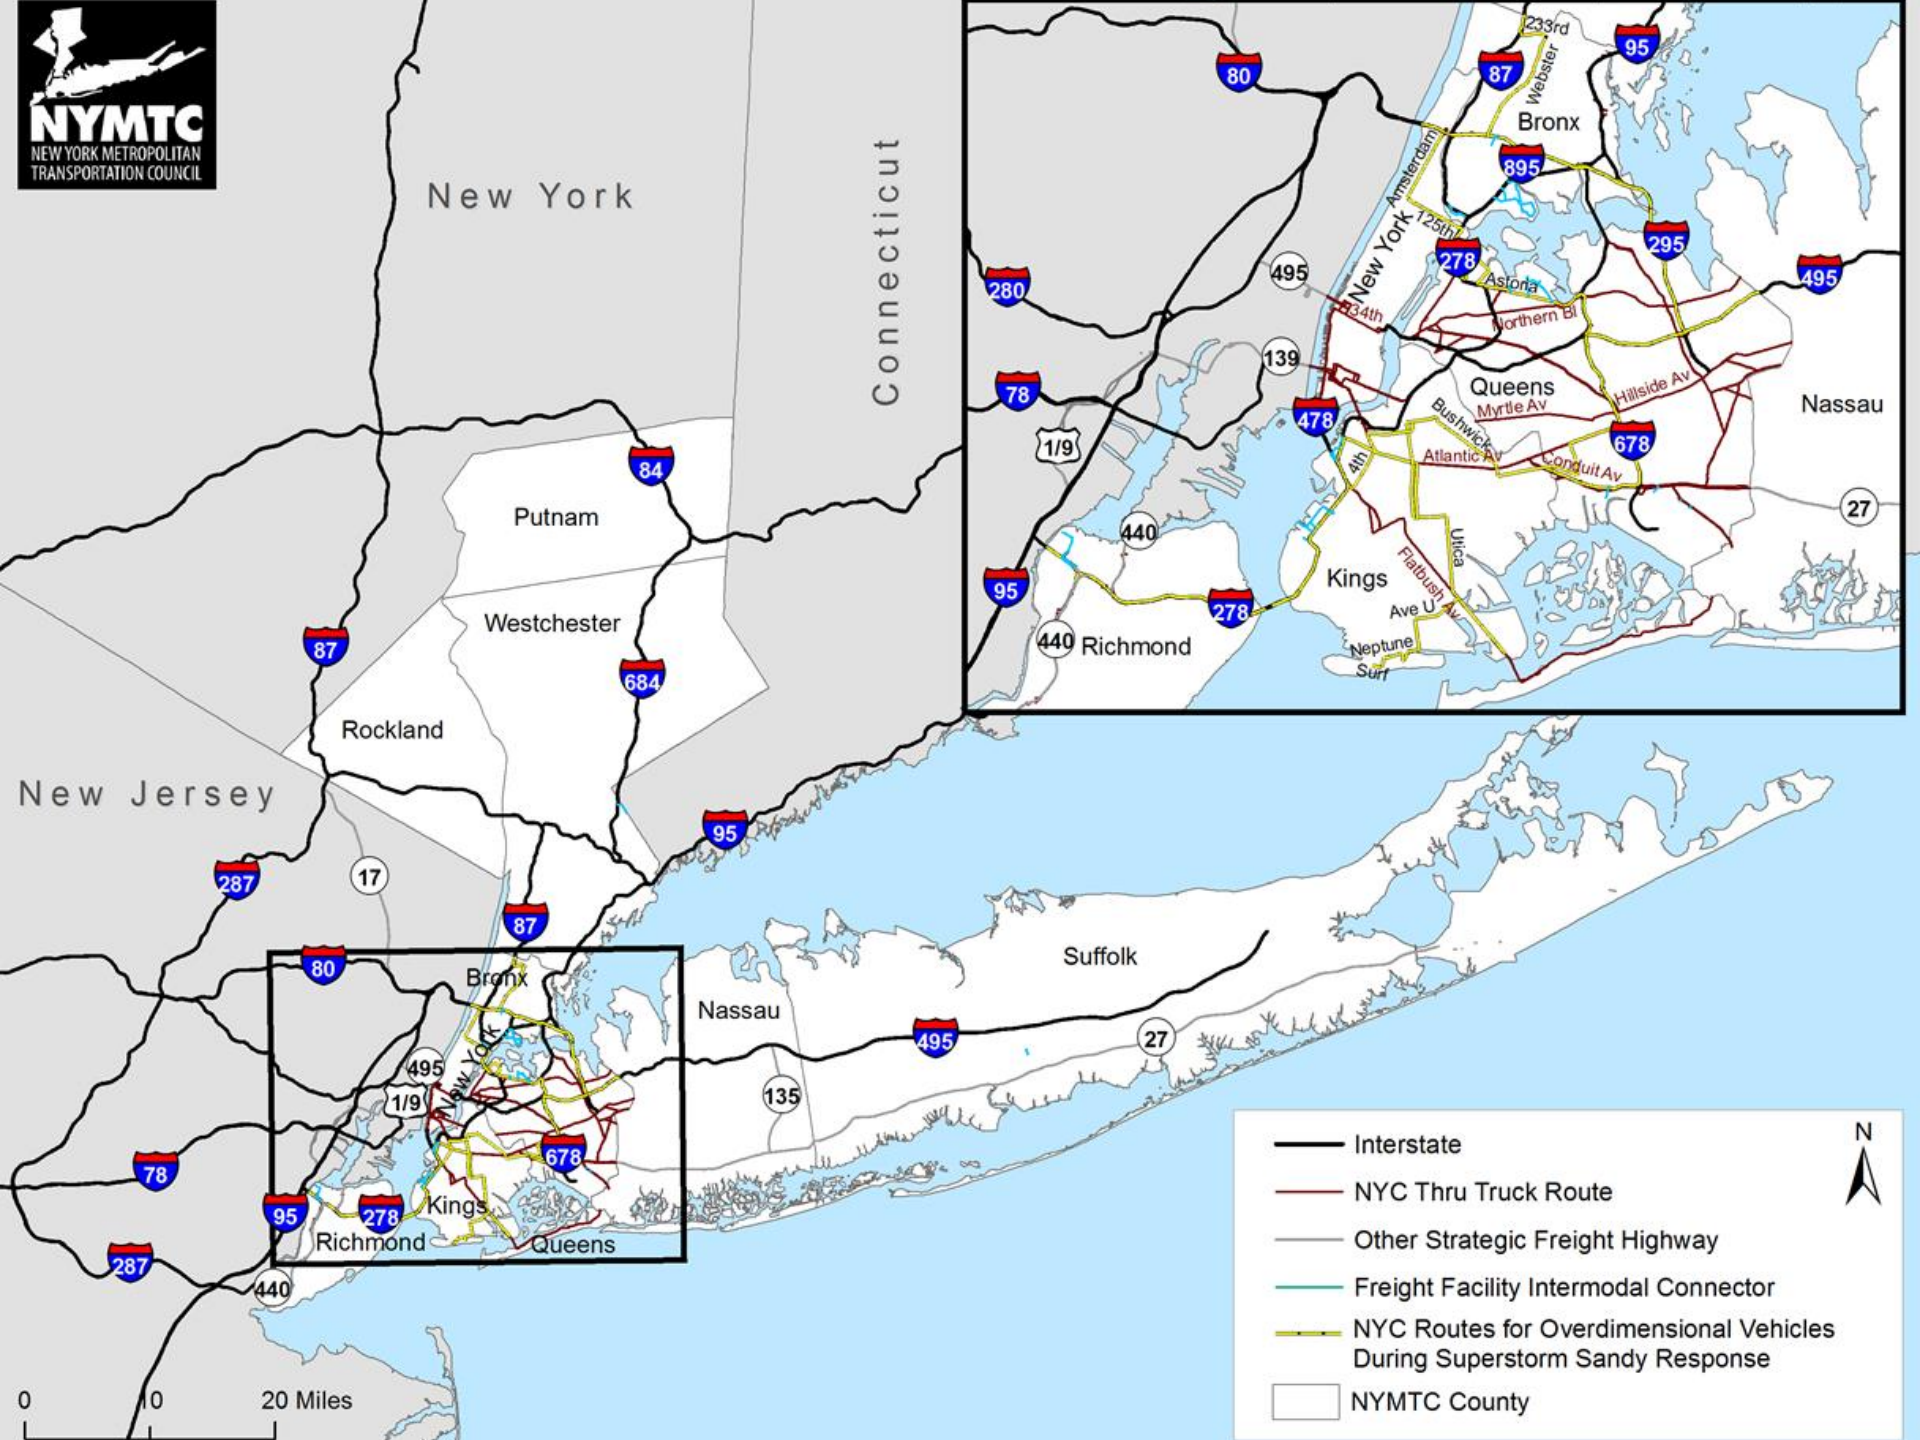 NYMTC
NEW YORK METROPOLITAN
TRANSPORTATION COUNCIL
New York
Connecticut
New Jersey
84
Putnam
Westchester
87
684
Rockland
95
287
17
87
80
Bronx
New York
495
1/9
Nassau
Suffolk
495
27
135
678
78
95
278
Kings
Richmond
Queens
287
440
0
10
20 Miles
233rd
95
80
87
Webster
Bronx
895
Amsterdam
125th
New York
278
295
495
495
280
Astoria
34th
Northern Bl
139
78
Queens
Hillside Av
Nassau
478
Myrtle Av
Bushwick
1/9
678
4th
Atlantic Av
Conduit Av
27
440
Utica
Flatbush Av
Kings
95
278
Ave U
440
Richmond
Neptune
Surf
Interstate
N
NYC Thru Truck Route
Other Strategic Freight Highway
Freight Facility Intermodal Connector
NYC Routes for Overdimensional Vehicles
During Superstorm Sandy Response
NYMTC County